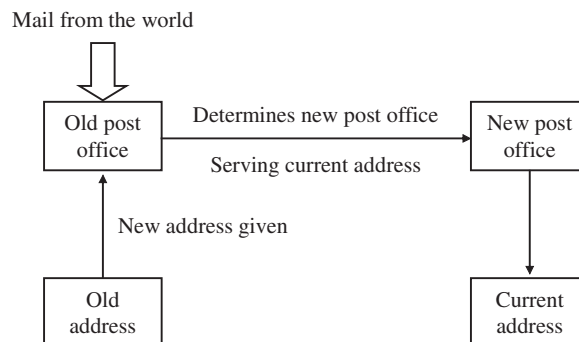 Mail from the world
Old post
office
Determines new post office
Serving current address
New post
office
New address given
Old
address
Current
address